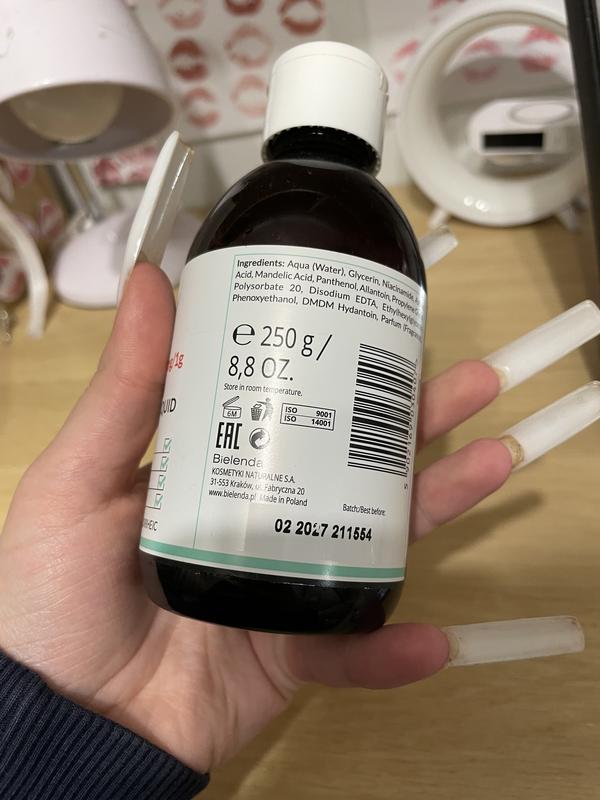 Ingredients: Aqua (Water), Glycerin, Niacinamide,
Acid, Mandelic Acid, Panthenol, Allantoin, Propylene
Polysorbate 20, Disodium EDTA,
Phenoxyethanol, DMDM Hydantoin, Parfum
e 250 g /
8,8 OZ.
Store in room temperature.
6M
ISO 9001
ISO 14001
EAC
Bielenda
KOSMETYKI NATURALNE S.A.
31-553 Kraków, ul. Fabryczna 20
www.bielenda.pl Made in Poland
Batch/Best before:
02 2027 211554